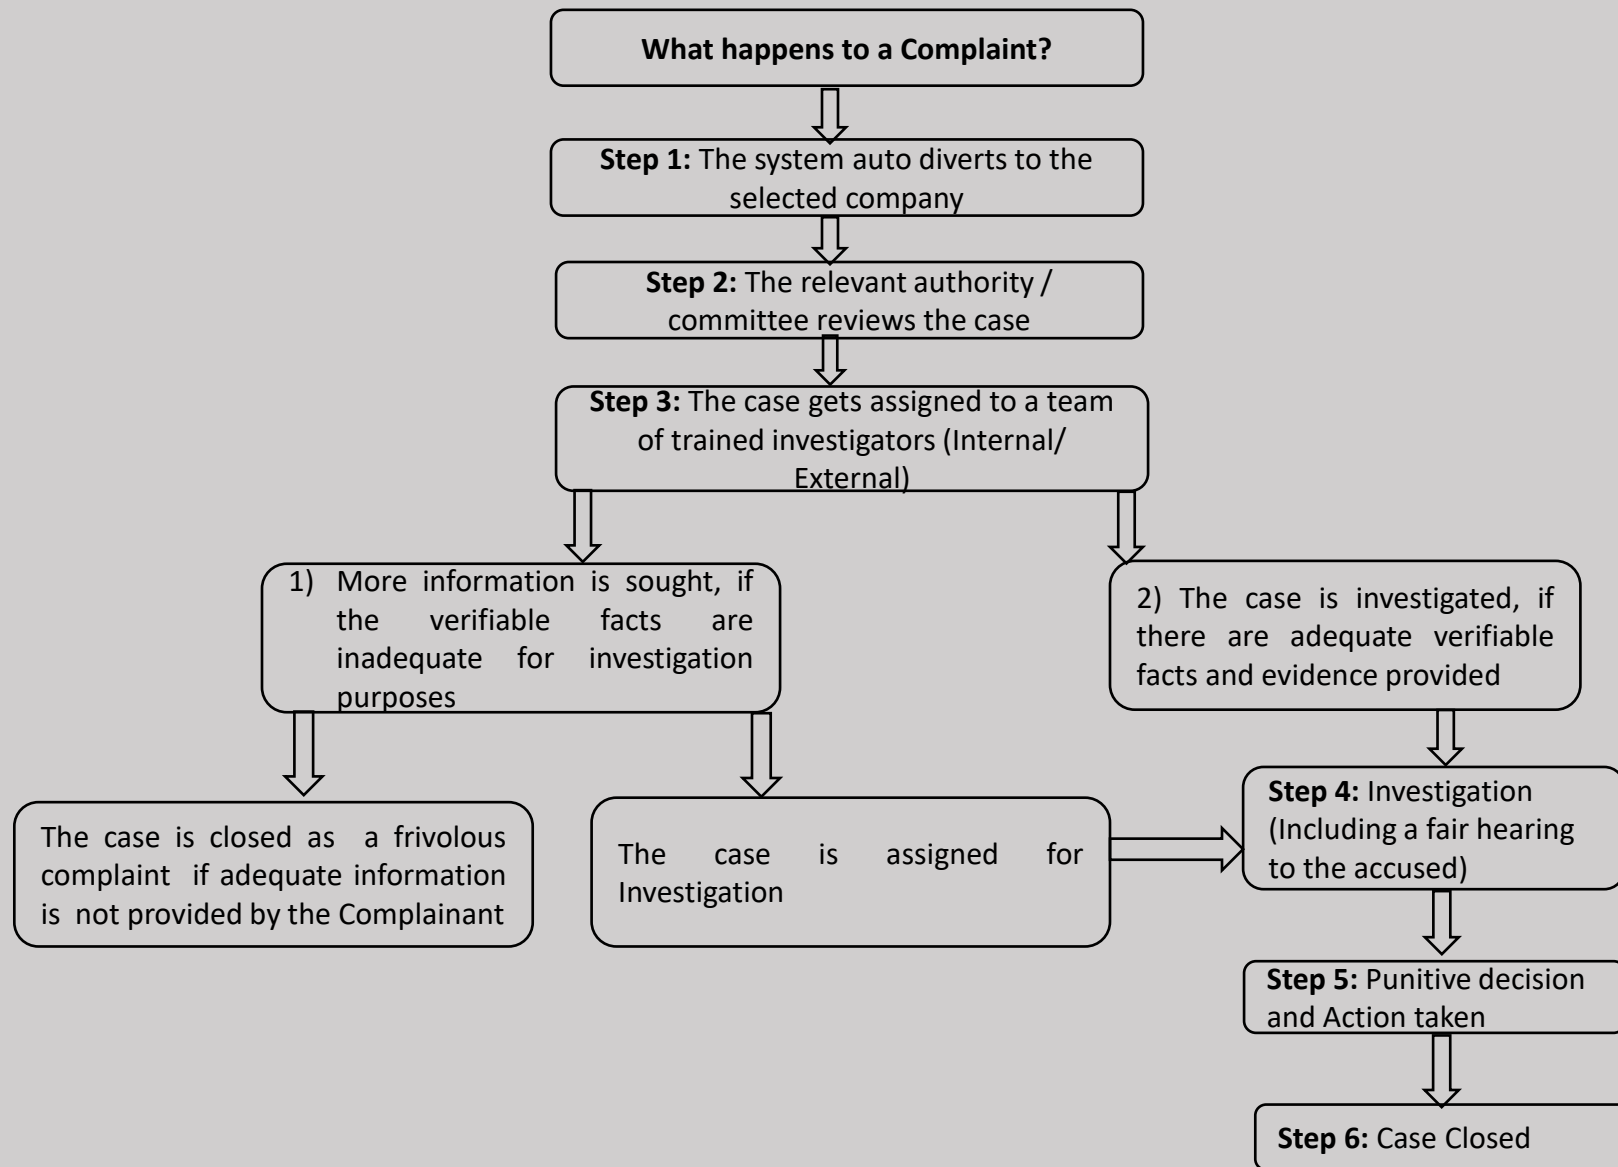 What happens to a Complaint?
Step 1: The system auto diverts to the
selected company
Step 2: The relevant authority /
committee reviews the case
Step 3: The case gets assigned to a team
of trained investigators (Internal/
External)
1) More information is sought, if
the verifiable facts are
inadequate for investigation
purposes
2) The case is investigated, if
there are adequate verifiable
facts and evidence provided
The case is closed as a frivolous
complaint if adequate information
is not provided by the Complainant
The case is assigned for
Investigation
Step 4: Investigation
(Including a fair hearing
to the accused)
Step 5: Punitive decision
and Action taken
Step 6: Case Closed